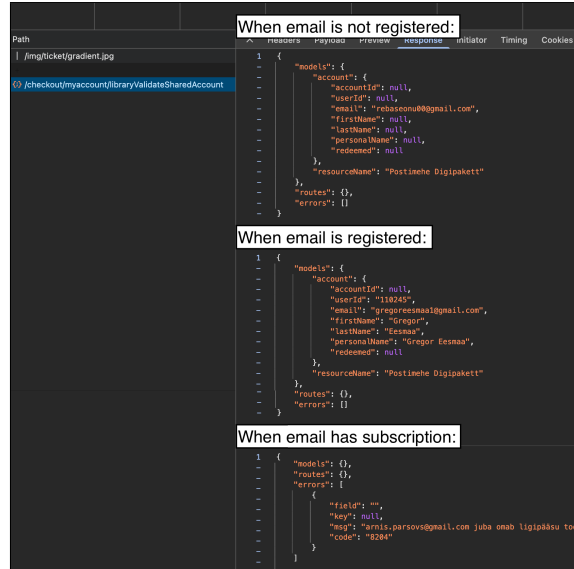 When email is not registered:
Path
Headers Payload Preview Response Initiator Timing Cookies
/img/ticket/gradient.jpg
/checkout/myaccount/libraryValidateSharedAccount
1 {
"models": {
"account": {
"accountId": null,
"userId": null,
"email": "rebaseonu00@gmail.com",
"firstName": null,
"lastName": null,
"personalName": null,
"redeemed": null
},
"resourceName": "Postimehe Digipakett"
},
"routes": {},
"errors": []
}
When email is registered:
1 {
"models": {
"account": {
"accountId": null,
"userId": "110245",
"email": "gregoreesmaa1@gmail.com",
"firstName": "Gregor",
"lastName": "Eesmaa",
"personalName": "Gregor Eesmaa",
"redeemed": null
},
"resourceName": "Postimehe Digipakett"
},
"routes": {},
"errors": []
}
When email has subscription:
1 {
"models": {},
"routes": {},
"errors": [
{
"field": "",
"key": null,
"msg": "arnis.parsovs@gmail.com juba omab ligipääsu
"code": "8204"
}
]